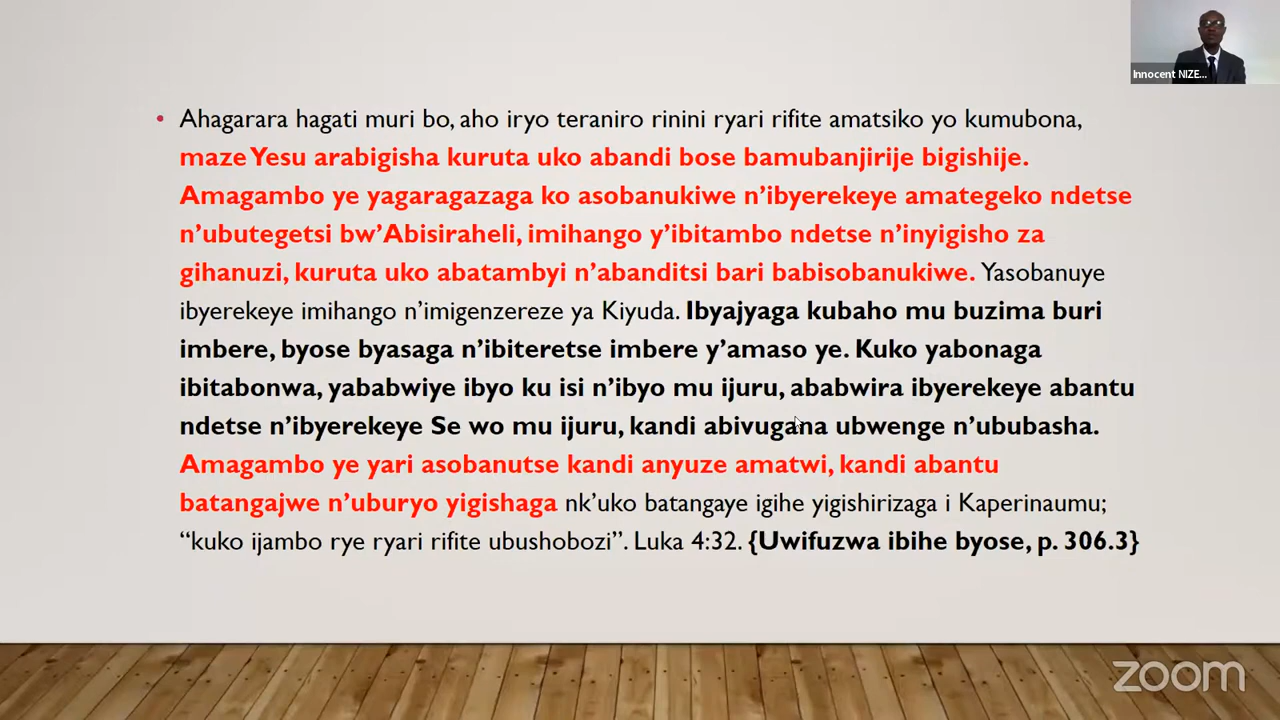 Innocent NIZE...
• Ahagarara hagati muri bo, aho iryo teraniro rinini ryari rifite amatsiko yo kumubona,
maze Yesu arabigisha kuruta uko abandi bose bamubanjirije bigishije.
Amagambo ye yagaragazaga ko asobanukiwe n’ibyerekeye amategeko ndetse
n’ubutegetsi bw’Abisiraheli, imihango y’ibitambo ndetse n’inyigisho za
gihanuzi, kuruta uko abatambyi n’abanditsi bari babisobanukiwe. Yasobanuye
ibyerekeye imihango n’imigenzereze ya Kiyuda. Ibyajyaga kubaho mu buzima buri
imbere, byose byasaga n’ibiteretse imbere y’amaso ye. Kuko yabonaga
ibitabonwa, yababwiye ibyo ku isi n’ibyo mu ijuru, ababwira ibyerekeye abantu
ndetse n’ibyerekeye Se wo mu ijuru, kandi abivugana ubwenge n’ububasha.
Amagambo ye yari asobanutse kandi anyuze amatwi, kandi abantu
batangajwe n’uburyo yigishaga nk’uko batangaye igihe yigishirizaga i Kaperinaumu;
“kuko ijambo rye ryari rifite ubushobozi”. Luka 4:32. {Uwifuzwa ibihe byose, p. 306.3}
zoom